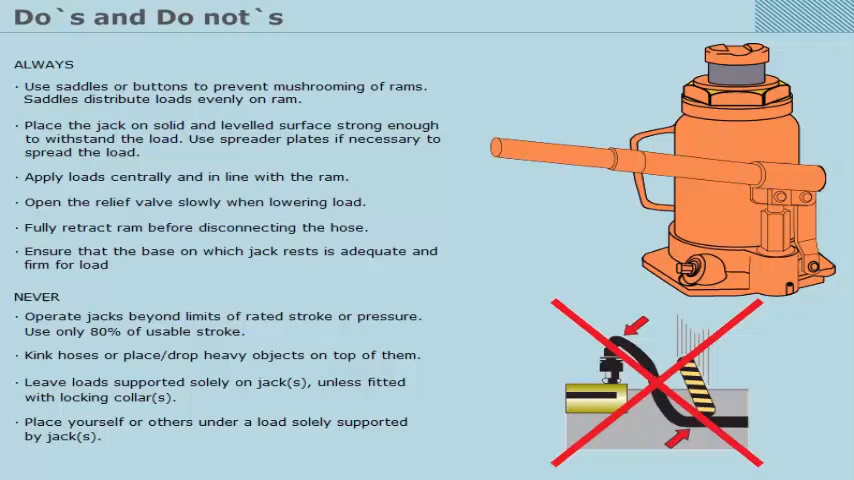 Do`s and Do not`s
ALWAYS
· Use saddles or buttons to prevent mushrooming of rams.
Saddles distribute loads evenly on ram.
· Place the jack on solid and levelled surface strong enough
to withstand the load. Use spreader plates if necessary to
spread the load.
· Apply loads centrally and in line with the ram.
· Open the relief valve slowly when lowering load.
· Fully retract ram before disconnecting the hose.
· Ensure that the base on which jack rests is adequate and
firm for load
NEVER
· Operate jacks beyond limits of rated stroke or pressure.
Use only 80% of usable stroke.
· Kink hoses or place/drop heavy objects on top of them.
· Leave loads supported solely on jack(s), unless fitted
with locking collar(s).
· Place yourself or others under a load solely supported
by jack(s).